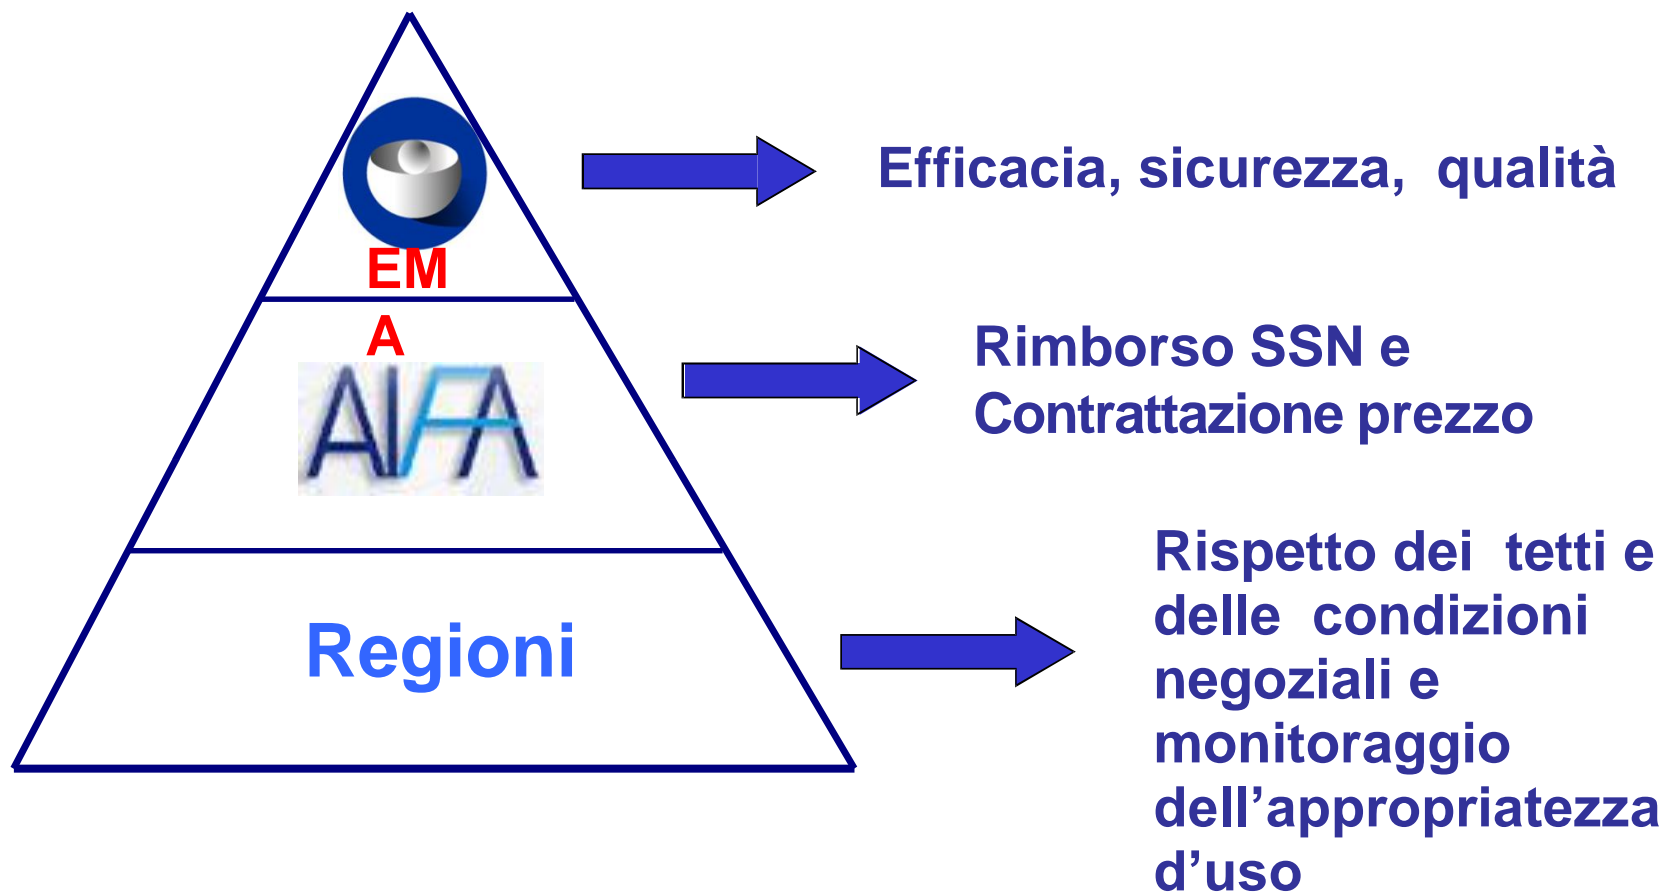 Efficacia, sicurezza, qualità
EM
A
AIFA
Rimborso SSN e
Contrattazione prezzo
Regioni
Rispetto dei tetti e
delle condizioni
negoziali e
monitoraggio
dell’appropriatezza
d’uso